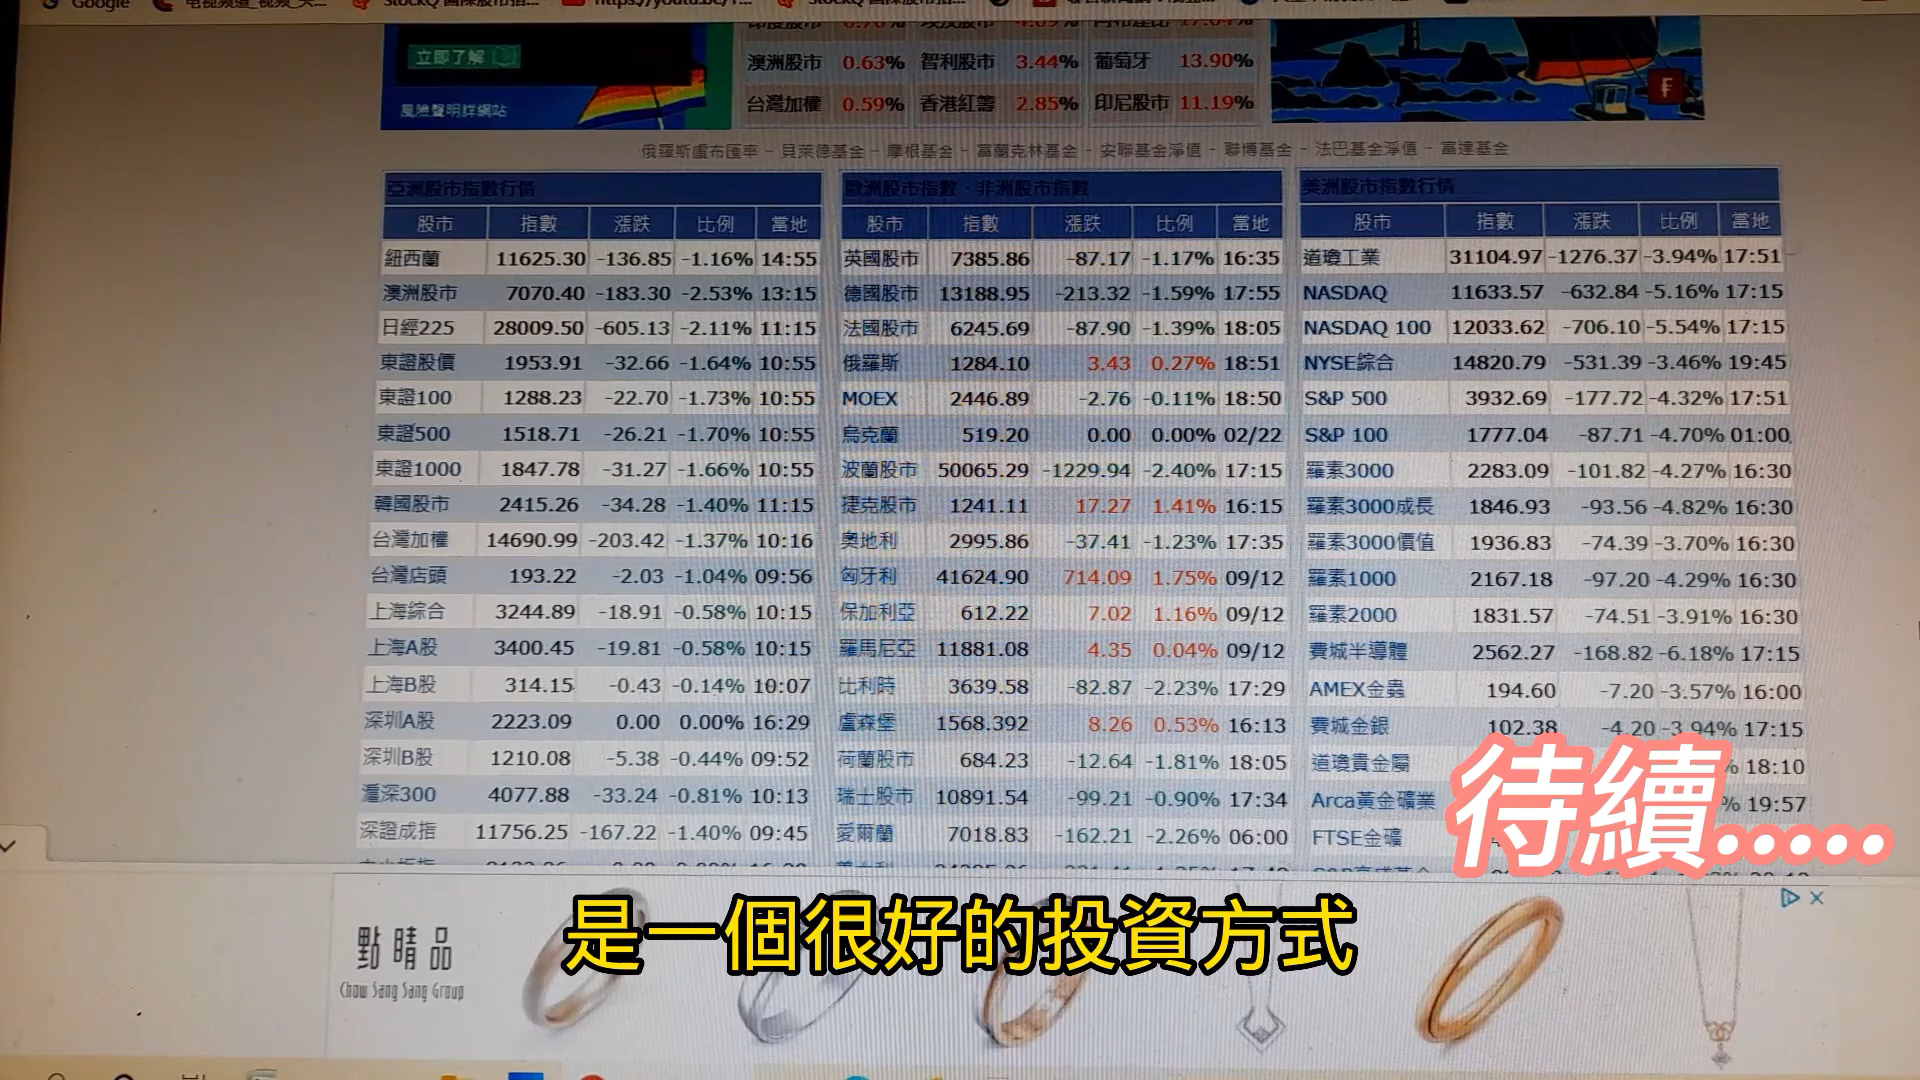 Google
StockQ 國際股市指...
https://youtu.be/...
立即了解
風險聲明詳網站
澳洲股市 0.63% 智利股市 3.44% 葡萄牙 13.90%
台灣加權 0.59% 香港紅籌 2.85% 印尼股市 11.19%
俄羅斯盧布匯率 - 貝萊德基金 - 摩根基金 - 富蘭克林基金 - 安聯基金淨值 - 聯博基金 - 法巴基金淨值 - 富達基金
亞洲股市指數行情
股市 指數 漲跌 比例 當地
紐西蘭 11625.30 -136.85 -1.16% 14:55
澳洲股市 7070.40 -183.30 -2.53% 13:15
日經225 28009.50 -605.13 -2.11% 11:15
東證股價 1953.91 -32.66 -1.64% 10:55
東證100 1288.23 -22.70 -1.73% 10:55
東證500 1518.71 -26.21 -1.70% 10:55
東證1000 1847.78 -31.27 -1.66% 10:55
韓國股市 2415.26 -34.28 -1.40% 11:15
台灣加權 14690.99 -203.42 -1.37% 10:16
台灣店頭 193.22 -2.03 -1.04% 09:56
上海綜合 3244.89 -18.91 -0.58% 10:15
上海A股 3400.45 -19.81 -0.58% 10:15
上海B股 314.15 -0.43 -0.14% 10:07
深圳A股 2223.09 0.00 0.00% 16:29
深圳B股 1210.08 -5.38 -0.44% 09:52
滬深300 4077.88 -33.24 -0.81% 10:13
深證成指 11756.25 -167.22 -1.40% 09:45
歐洲股市指數、非洲股市指數
股市 指數 漲跌 比例 當地
英國股市 7385.86 -87.17 -1.17% 16:35
德國股市 13188.95 -213.32 -1.59% 17:55
法國股市 6245.69 -87.90 -1.39% 18:05
俄羅斯 1284.10 3.43 0.27% 18:51
MOEX 2446.89 -2.76 -0.11% 18:50
烏克蘭 519.20 0.00 0.00% 02/22
波蘭股市 50065.29 -1229.94 -2.40% 17:15
捷克股市 1241.11 17.27 1.41% 16:15
奧地利 2995.86 -37.41 -1.23% 17:35
匈牙利 41624.90 714.09 1.75% 09/12
保加利亞 612.22 7.02 1.16% 09/12
羅馬尼亞 11881.08 4.35 0.04% 09/12
比利時 3639.58 -82.87 -2.23% 17:29
盧森堡 1568.392 8.26 0.53% 16:13
荷蘭股市 684.23 -12.64 -1.81% 18:05
瑞士股市 10891.54 -99.21 -0.90% 17:34
愛爾蘭 7018.83 -162.21 -2.26% 06:00
美洲股市指數行情
股市 指數 漲跌 比例 當地
道瓊工業 31104.97 -1276.37 -3.94% 17:51
NASDAQ 11633.57 -632.84 -5.16% 17:15
NASDAQ 100 12033.62 -706.10 -5.54% 17:15
NYSE綜合 14820.79 -531.39 -3.46% 19:45
S&P 500 3932.69 -177.72 -4.32% 17:51
S&P 100 1777.04 -87.71 -4.70% 01:00
羅素3000 2283.09 -101.82 -4.27% 16:30
羅素3000成長 1846.93 -93.56 -4.82% 16:30
羅素3000價值 1936.83 -74.39 -3.70% 16:30
羅素1000 2167.18 -97.20 -4.29% 16:30
羅素2000 1831.57 -74.51 -3.91% 16:30
費城半導體 2562.27 -168.82 -6.18% 17:15
AMEX金蟲 194.60 -7.20 -3.57% 16:00
費城金銀 102.38 -4.20 -3.94% 17:15
道瓊貴金屬 % 18:10
Arca黃金礦業 % 19:57
FTSE金礦
待續.....
點睛品
Chow Sang Sang Group
是一個很好的投資方式